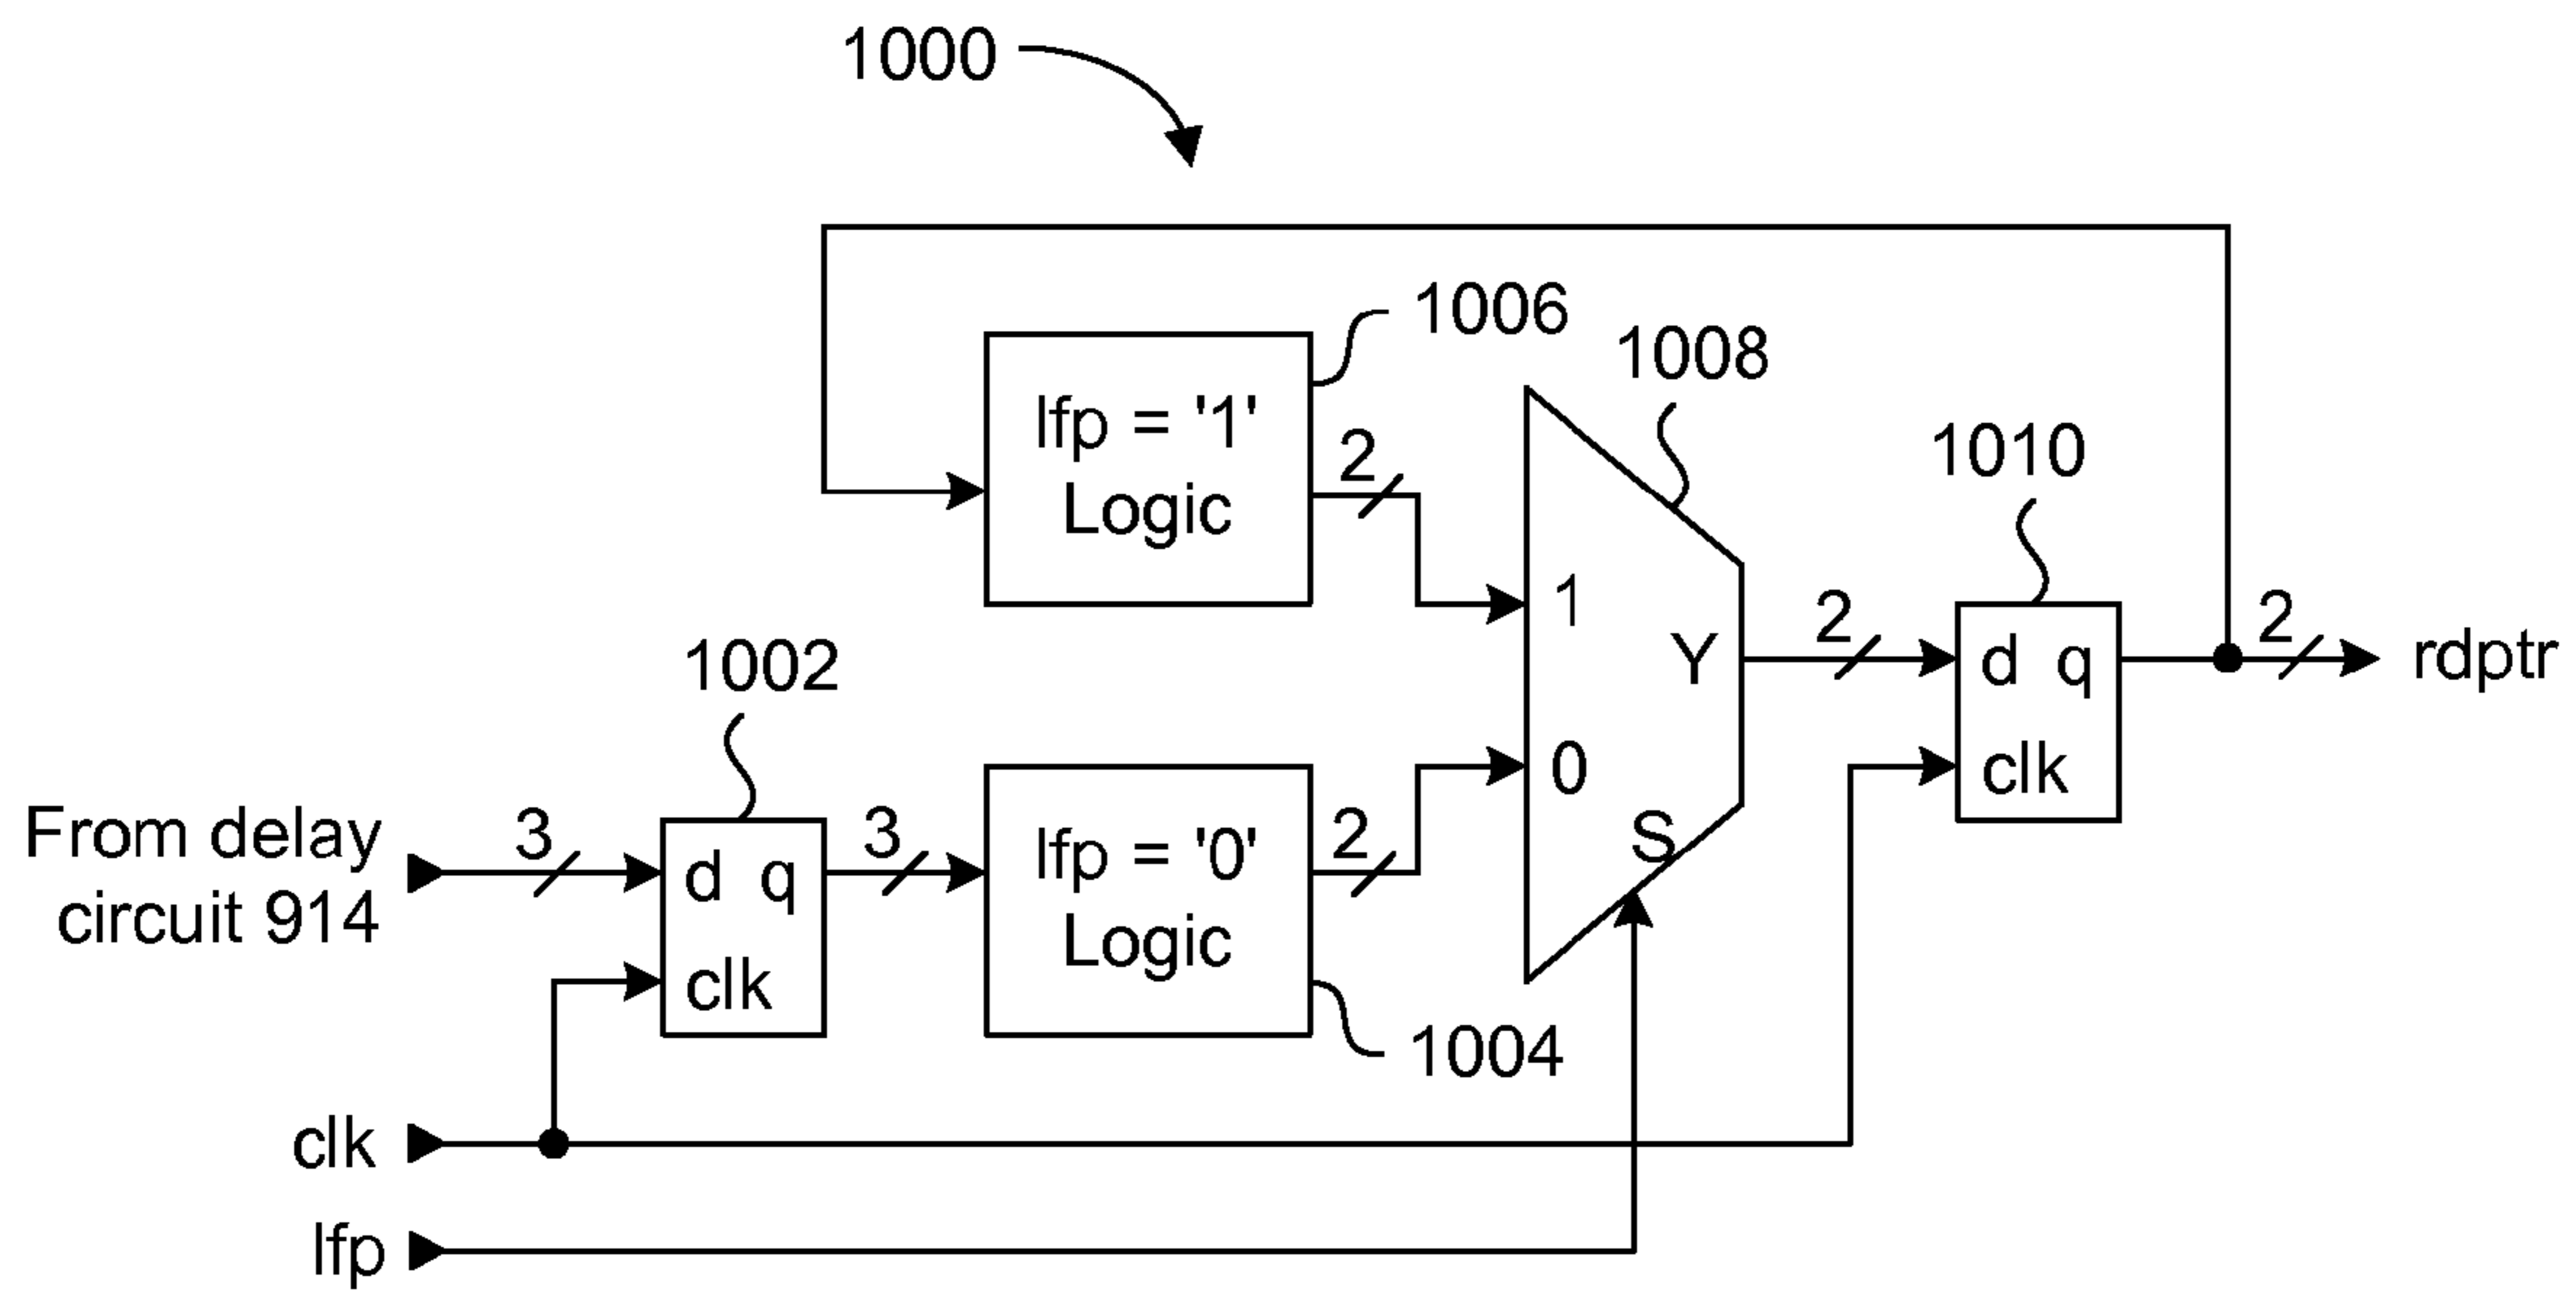 1000
1006
lfp = '1'
Logic
2
1008
1
Y
2
1010
d q
clk
2
rdptr
1002
From delay
circuit 914
3
d q
clk
3
lfp = '0'
Logic
2
0
S
1004
clk
lfp